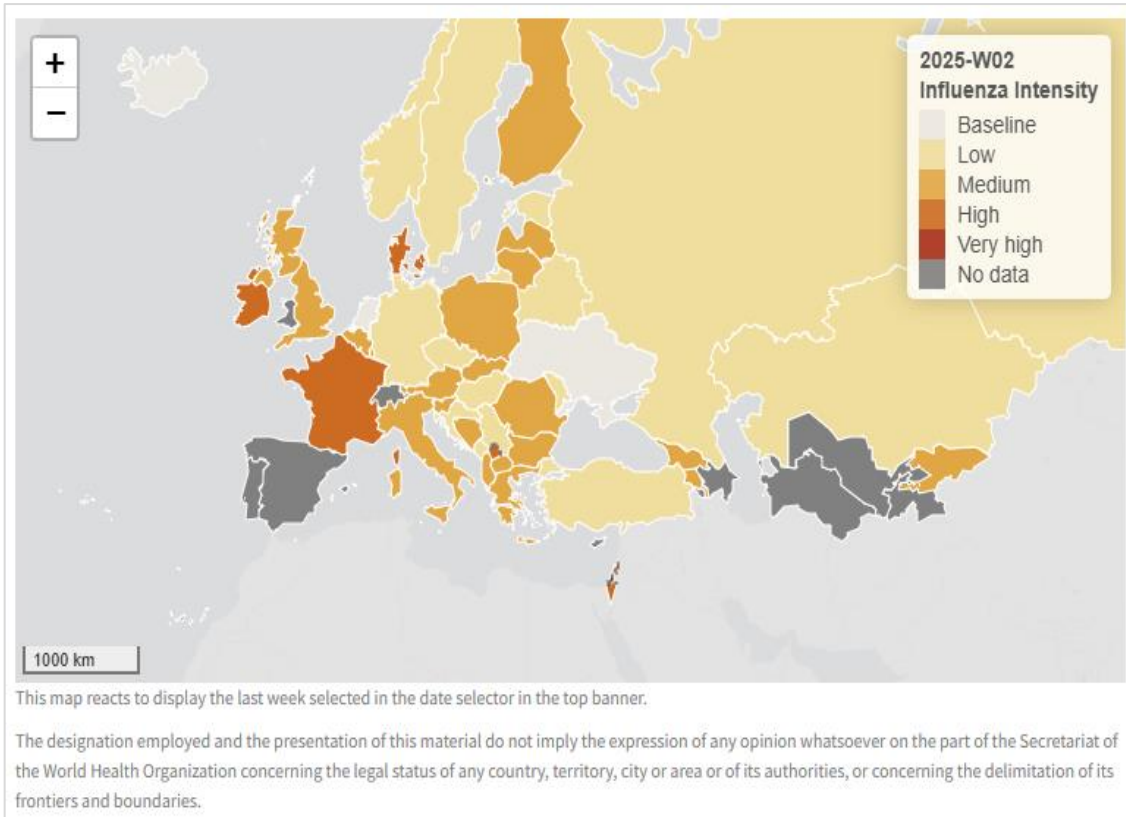 +
−
2025-W02
Influenza Intensity
Baseline
Low
Medium
High
Very high
No data
1000 km
This map reacts to display the last week selected in the date selector in the top banner.
The designation employed and the presentation of this material do not imply the expression of any opinion whatsoever on the part of the Secretariat of
the World Health Organization concerning the legal status of any country, territory, city or area or of its authorities, or concerning the delimitation of its
frontiers and boundaries.